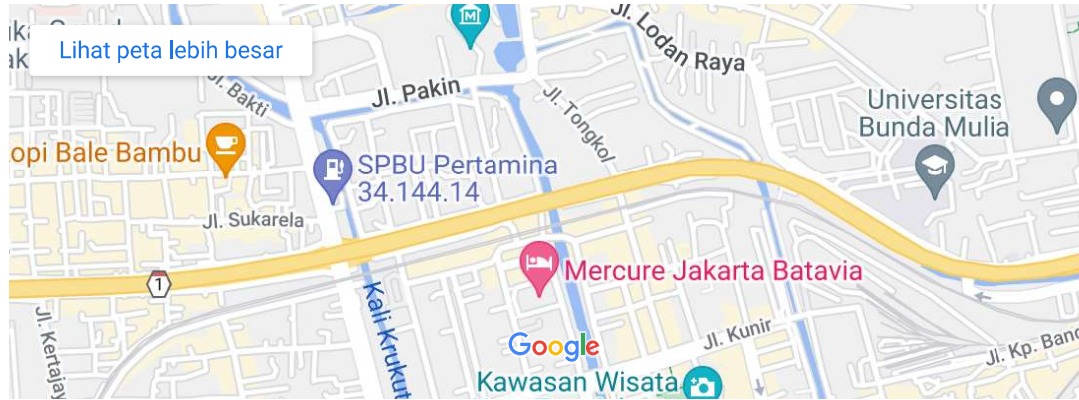 Lihat peta lebih besar
Jl. Lodan Raya
Jl. Bakti
Jl. Pakin
Jl. Tongkol
Universitas
Bunda Mulia
opi Bale Bambu
SPBU Pertamina
34.144.14
Jl. Sukarela
Mercure Jakarta Batavia
1
Kali Krukut
Jl. Kertajay
Google
Jl. Kunir
Jl. Kp. Band
Kawasan Wisata